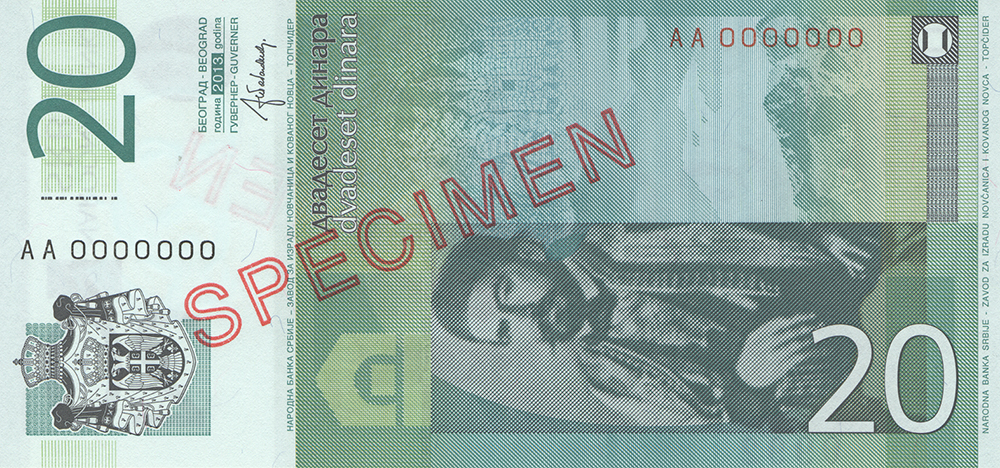 20
БЕОГРАД - BEOGRAD
година 2013 godina
ГУВЕРНЕР - GUVERNER
AA 0000000
НАРОДНА БАНКА СРБИЈЕ – ЗАВОД ЗА ИЗРАДУ НОВЧАНИЦА И КОВАНОГ НОВЦА – ТОПЧИДЕР
двадесет динара
dvadeset dinara
SPECIMEN
AA 0000000
20
NARODNA BANKA SRBIJE - ZAVOD ZA IZRADU NOVČANICA I KOVANOG NOVCA - TOPČIDER